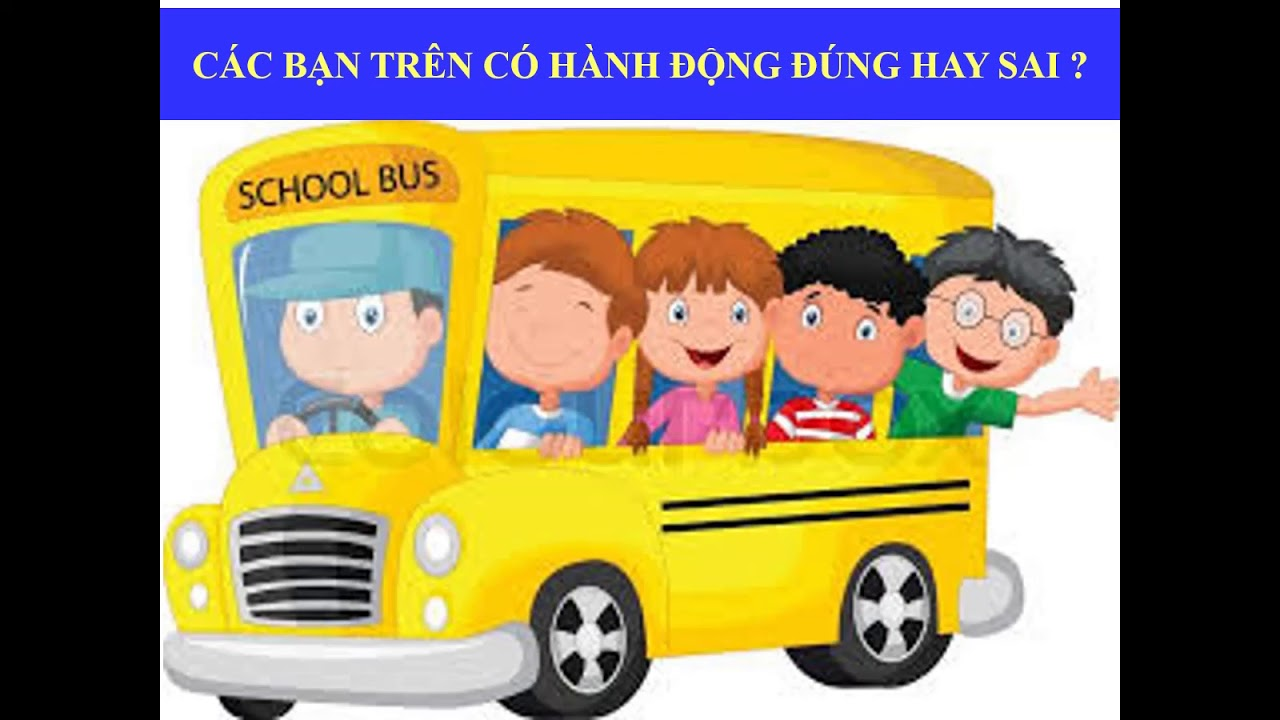 CÁC BẠN TRÊN CÓ HÀNH ĐỘNG ĐÚNG HAY SAI ?
SCHOOL BUS